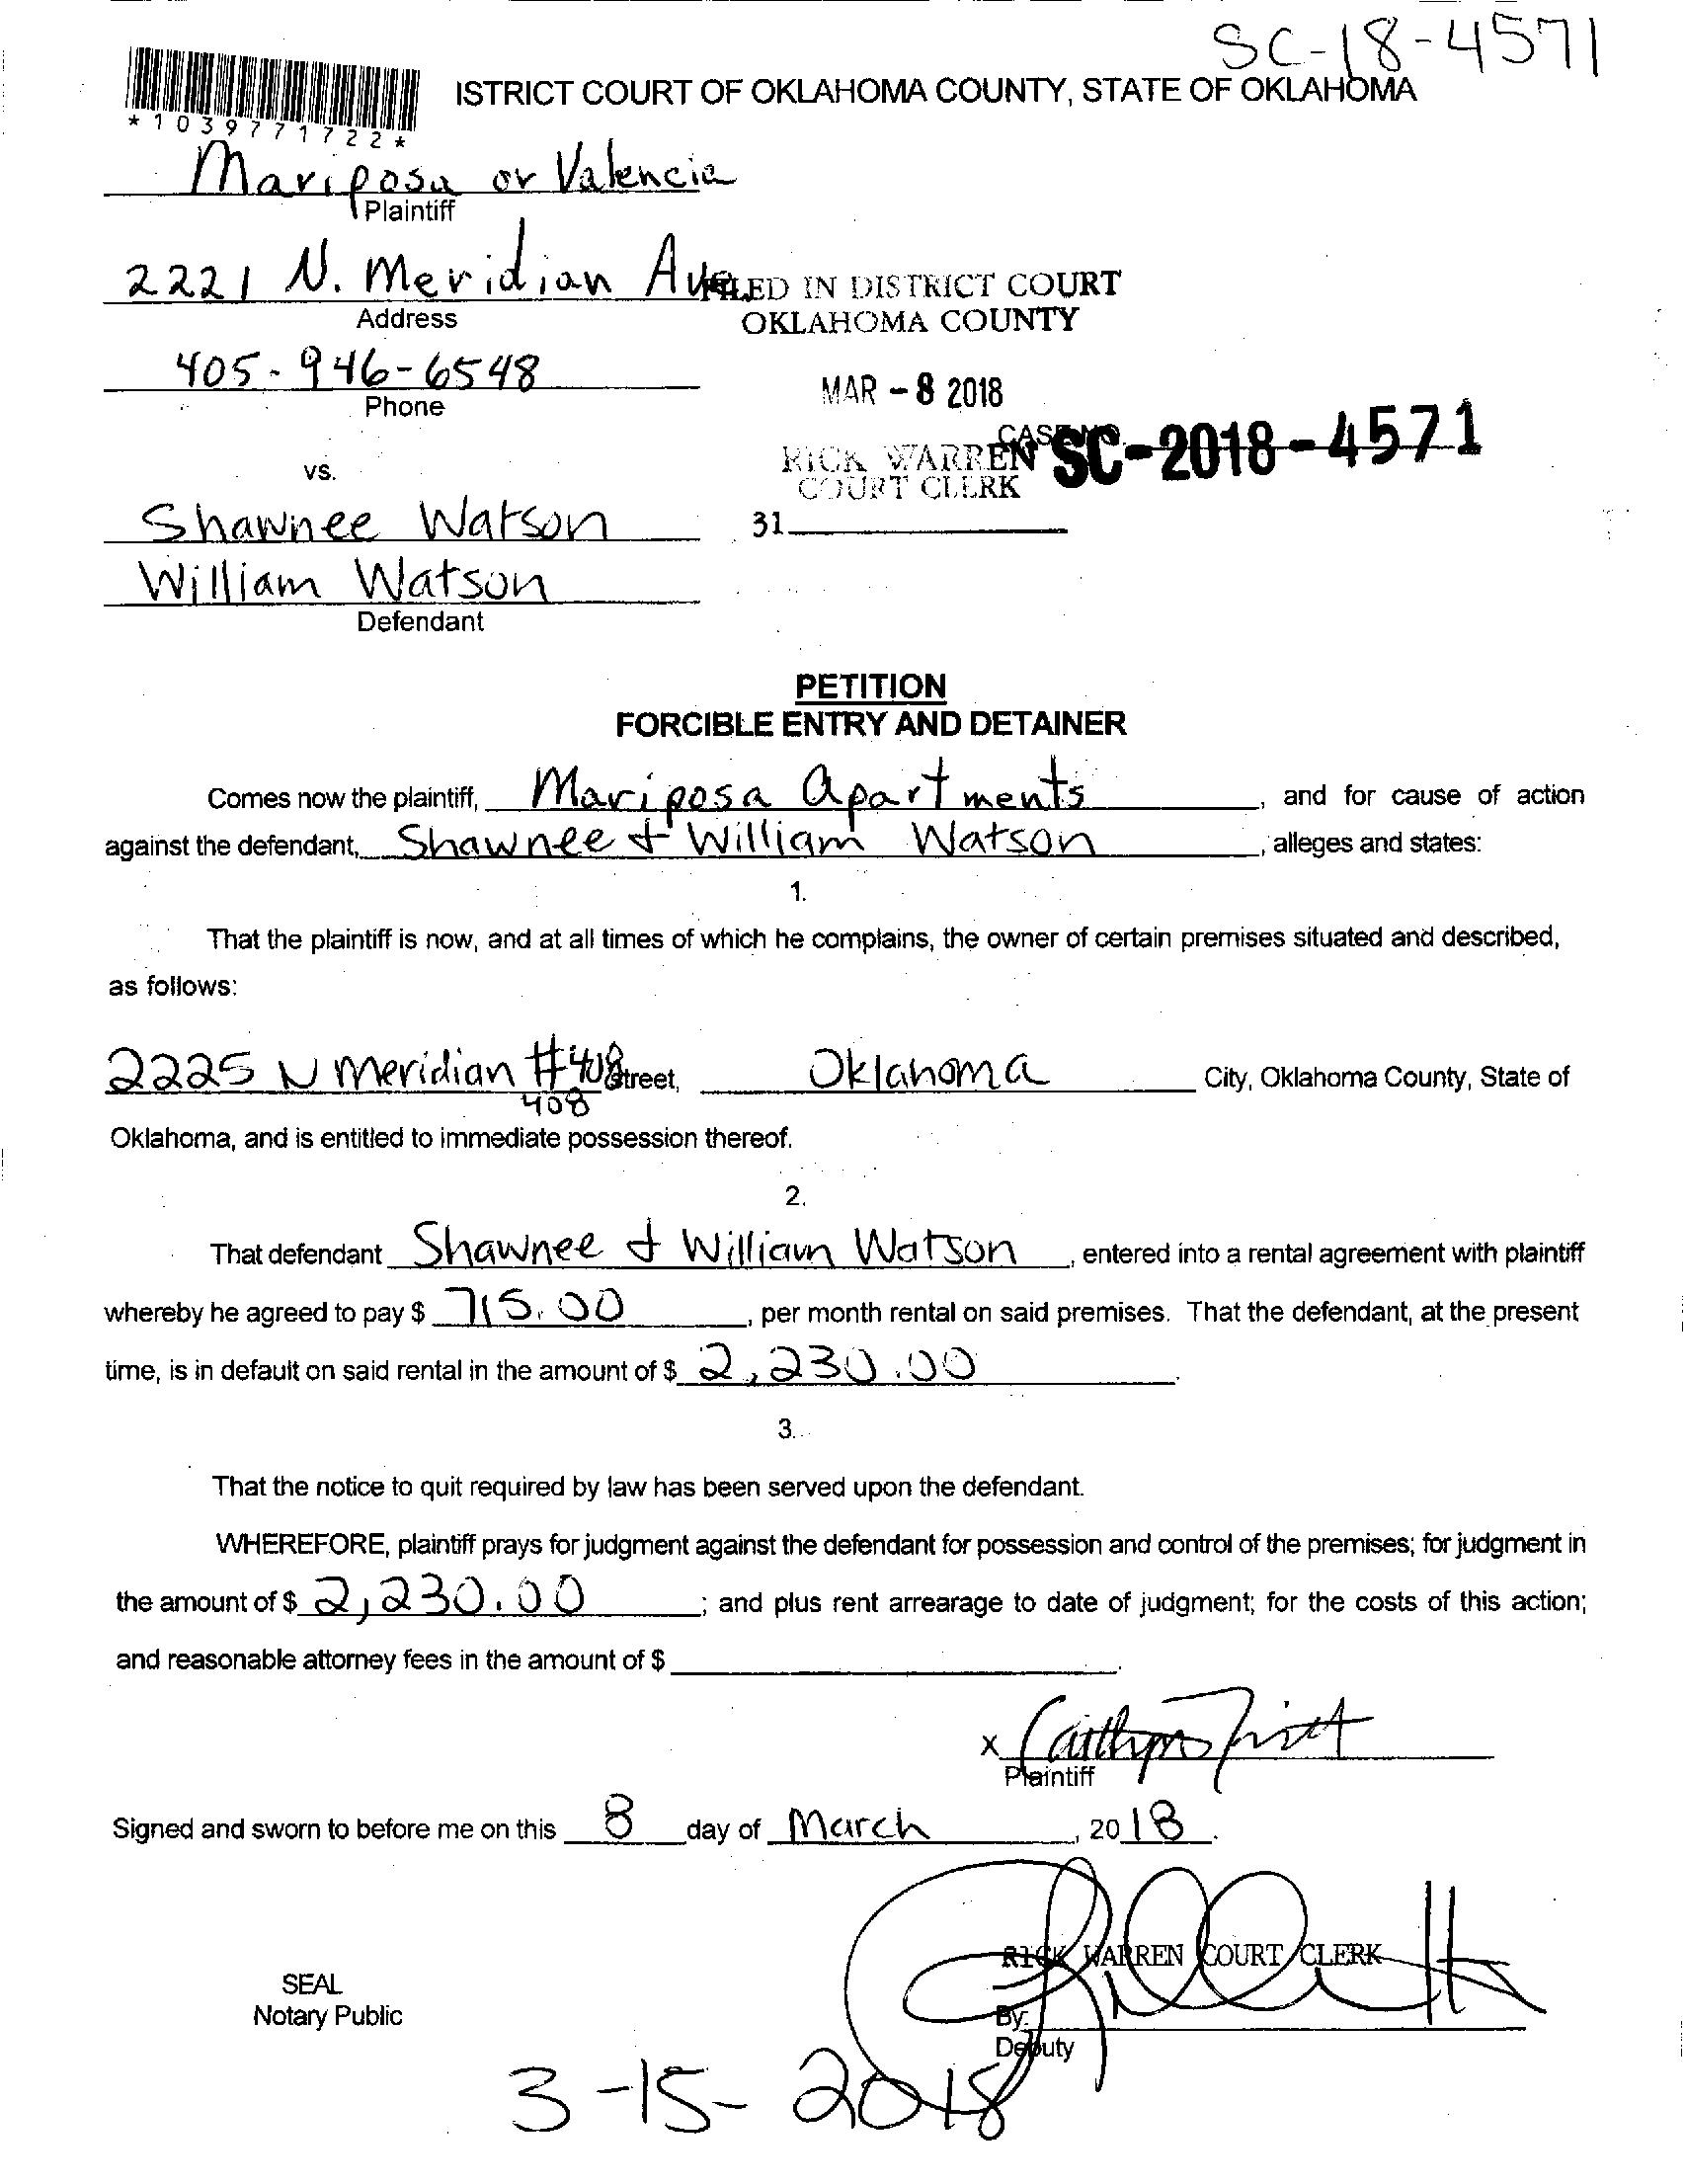 SC-18-4571
ISTRICT COURT OF OKLAHOMA COUNTY, STATE OF OKLAHOMA
*1039771722*
Mariposa or Valencia
Plaintiff
2221 N. Meridian Ave
FILED IN DISTRICT COURT
Address
OKLAHOMA COUNTY
405-946-6548
Phone
MAR - 8 2018
CASE NO. SC-2018-4571
RICK WARREN
COURT CLERK
vs.
Shawnee Watson
31
William Watson
Defendant
PETITION
FORCIBLE ENTRY AND DETAINER
Comes now the plaintiff, Mariposa Apartments, and for cause of action
against the defendant, Shawnee & William Watson, alleges and states:
1.
That the plaintiff is now, and at all times of which he complains, the owner of certain premises situated and described,
as follows:
2225 N Meridian #408 Street, Oklahoma City, Oklahoma County, State of
408
Oklahoma, and is entitled to immediate possession thereof.
2.
That defendant Shawnee & William Watson, entered into a rental agreement with plaintiff
whereby he agreed to pay $ 715.00, per month rental on said premises. That the defendant, at the present
time, is in default on said rental in the amount of $ 2,230.00.
3.
That the notice to quit required by law has been served upon the defendant.
WHEREFORE, plaintiff prays for judgment against the defendant for possession and control of the premises; for judgment in
the amount of $ 2,230.00; and plus rent arrearage to date of judgment; for the costs of this action;
and reasonable attorney fees in the amount of $
x
Plaintiff
Signed and sworn to before me on this 8 day of March, 2018.
RICK WARREN COURT CLERK
SEAL
Notary Public
By:
Deputy
3-15-2018